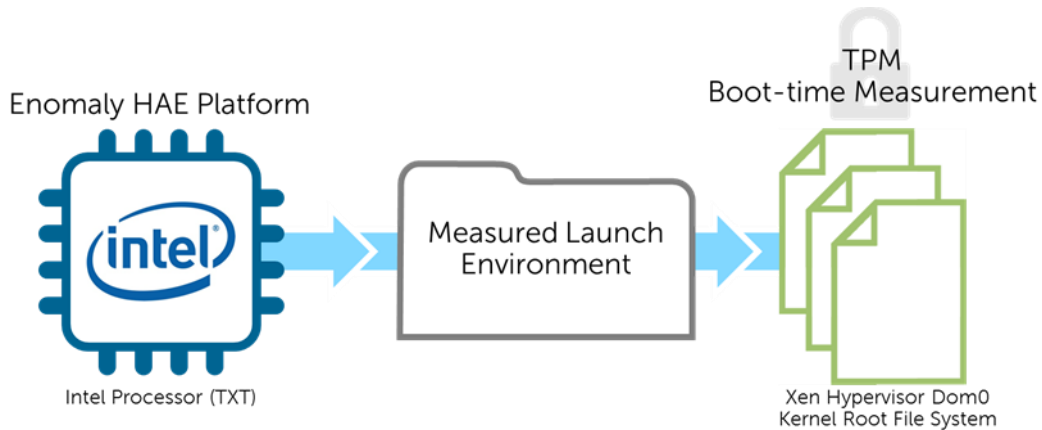 Enomaly HAE Platform
intel
Intel Processor (TXT)
Measured Launch
Environment
TPM
Boot-time Measurement
Xen Hypervisor Dom0
Kernel Root File System